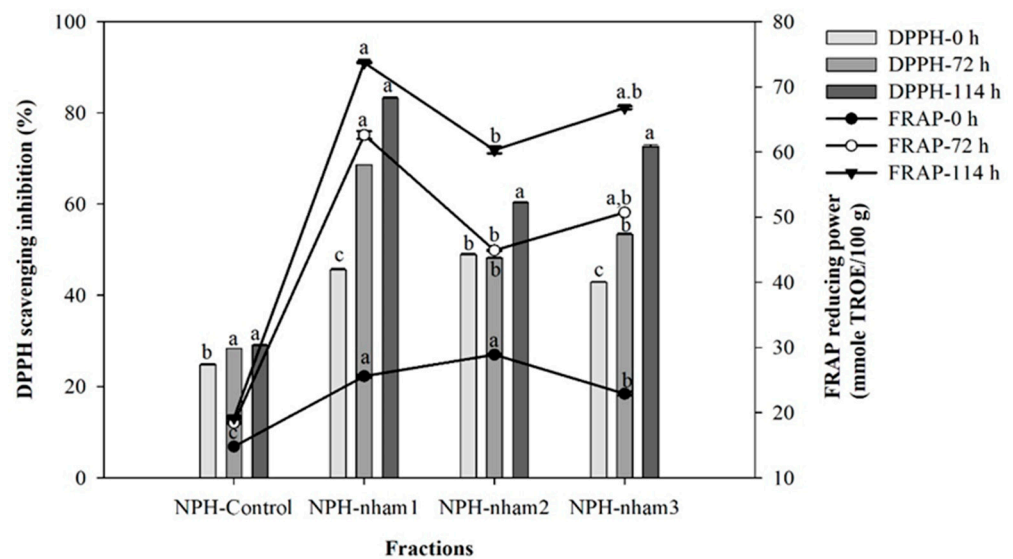 100
80
60
40
20
0
DPPH scavenging inhibition (%)
80
70
60
50
40
30
20
10
FRAP reducing power
(mmole TROE/100 g)
DPPH-0 h
DPPH-72 h
DPPH-114 h
FRAP-0 h
FRAP-72 h
FRAP-114 h
a
a
a
c
a
b
a
b
b
b
a
a.b
a
a,b
b
c
b
b
a
a
c
NPH-Control NPH-nham1 NPH-nham2 NPH-nham3
Fractions